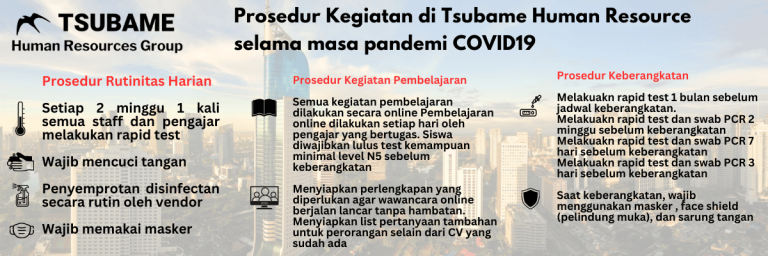 TSUBAME
Human Resources Group
Prosedur Kegiatan di Tsubame Human Resource
selama masa pandemi COVID19
Prosedur Rutinitas Harian
Setiap 2 minggu 1 kali
semua staff dan pengajar
melakukan rapid test
Wajib mencuci tangan
Penyemprotan disinfectan
secara rutin oleh vendor
Wajib memakai masker
Prosedur Kegiatan Pembelajaran
Semua kegiatan pembelajaran
dilakukan secara online Pembelajaran
online dilakukan setiap hari oleh
pengajar yang bertugas. Siswa
diwajibkan lulus test kemampuan
minimal level N5 sebelum
keberangkatan
Menyiapkan perlengkapan yang
diperlukan agar wawancara online
berjalan lancar tanpa hambatan.
Menyiapkan list pertanyaan tambahan
untuk perorangan selain dari CV yang
sudah ada
Prosedur Keberangkatan
Melakuakn rapid test 1 bulan sebelum
jadwal keberangkatan.
Melakuakn rapid test dan swab PCR 2
minggu sebelum keberangkatan
Melakuakn rapid test dan swab PCR 7
hari sebelum keberangkatan
Melakuakn rapid test dan swab PCR 3
hari sebelum keberangkatan
Saat keberangkatan, wajib
menggunakan masker , face shield
(pelindung muka), dan sarung tangan